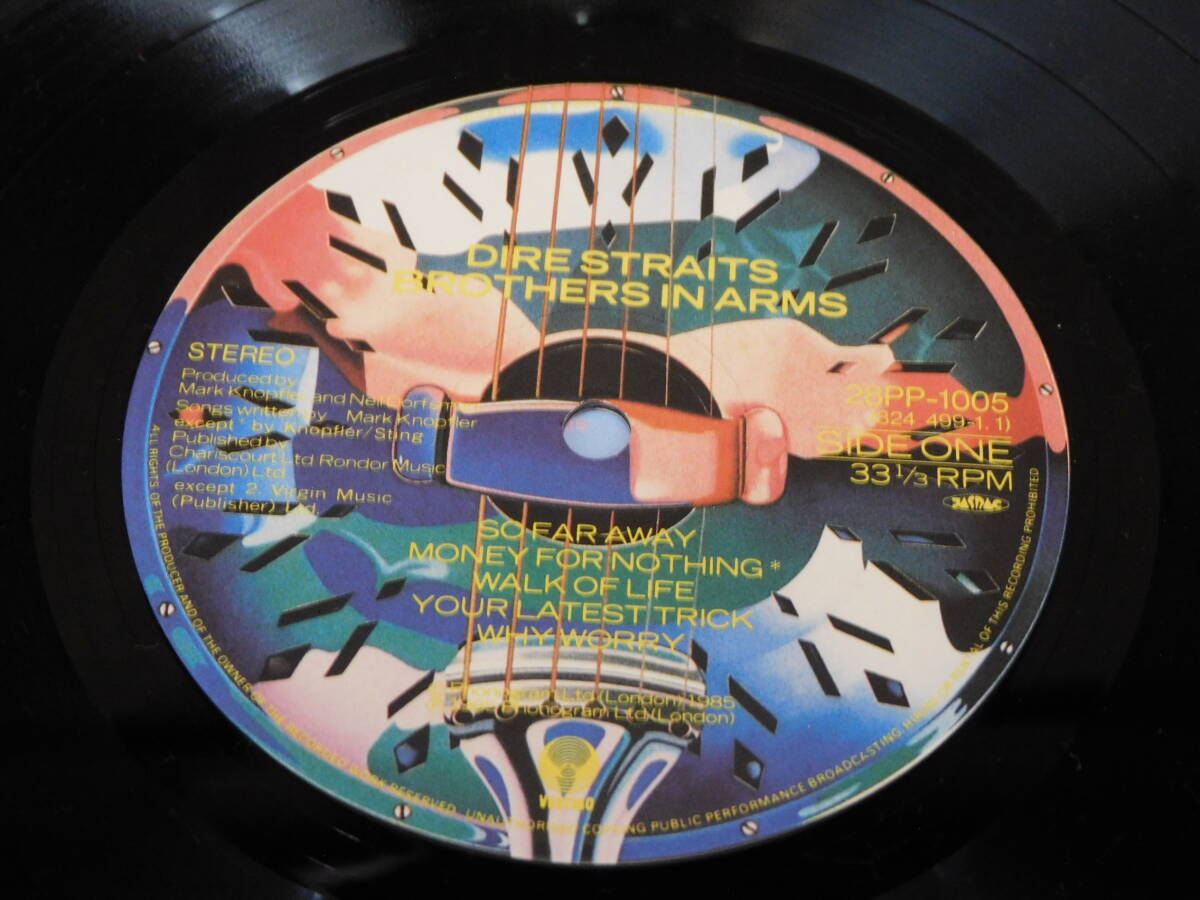 DIRE STRAITS
BROTHERS IN ARMS
STEREO
Produced by
Mark Knopfler and Neil Dorfsman
Songs written by Mark Knopfler
except * by Knopfler/Sting
Published by
Chariscourt Ltd Rondor Music
(London) Ltd
except 2. Virgin Music
(Publisher) Ltd.
28PP-1005
(824 499-1.1)
SIDE ONE
33 1/3 RPM
JASRAC
SO FAR AWAY
MONEY FOR NOTHING *
WALK OF LIFE
YOUR LATEST TRICK
WHY WORRY
Phonogram Ltd (London) 1985
1985 Phonogram Ltd (London)
VERTIGO
ALL RIGHTS OF THE PRODUCER AND OF THE OWNER OF THE RECORDED WORK RESERVED. UNAUTHORISED COPYING PUBLIC PERFORMANCE BROADCASTING, HIRING OR RENTAL OF THIS RECORDING PROHIBITED